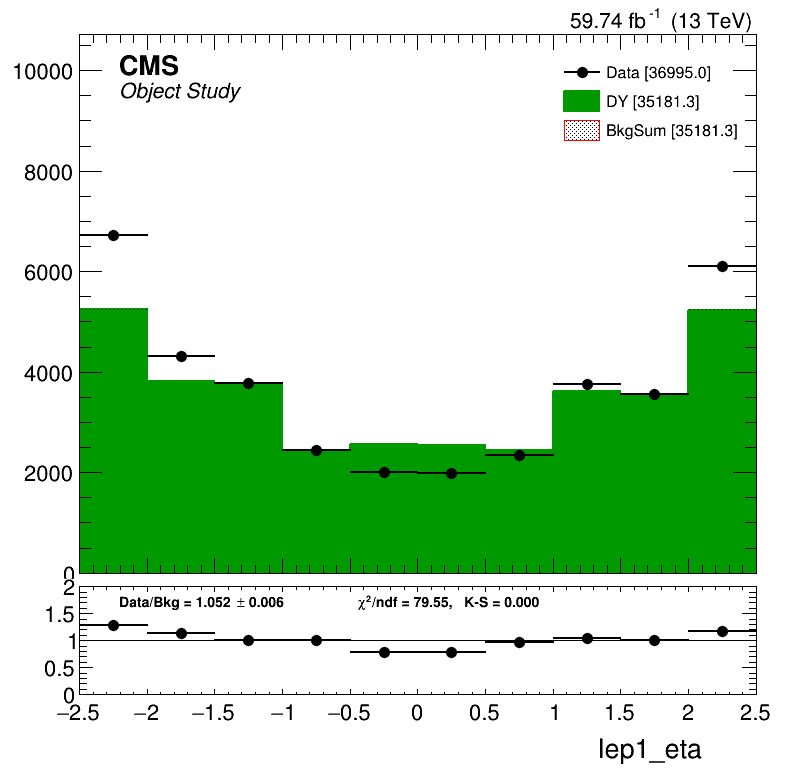 59.74 fb⁻¹ (13 TeV)
CMS
Object Study
Data [36995.0]
DY [35181.3]
BkgSum [35181.3]
10000
8000
6000
4000
2000
0
Data/Bkg = 1.052 ± 0.006
χ²/ndf = 79.55, K-S = 0.000
2
1.5
1
0.5
0
−2.5 −2 −1.5 −1 −0.5 0 0.5 1 1.5 2 2.5
lep1_eta